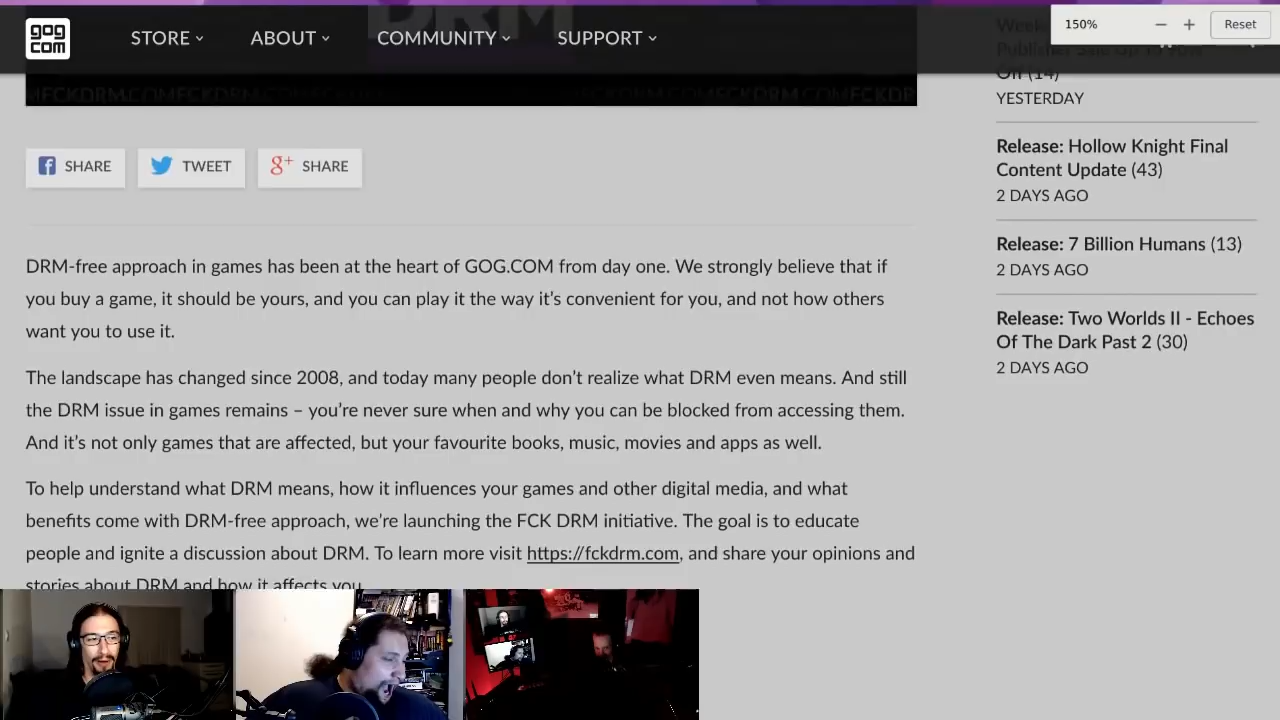 gog
com
STORE
ABOUT
COMMUNITY
SUPPORT
150%
Reset
DRM
Off (14)
YESTERDAY
Release: Hollow Knight Final
Content Update (43)
2 DAYS AGO
Release: 7 Billion Humans (13)
2 DAYS AGO
Release: Two Worlds II - Echoes
Of The Dark Past 2 (30)
2 DAYS AGO
SHARE
TWEET
g+ SHARE
DRM-free approach in games has been at the heart of GOG.COM from day one. We strongly believe that if
you buy a game, it should be yours, and you can play it the way it’s convenient for you, and not how others
want you to use it.
The landscape has changed since 2008, and today many people don’t realize what DRM even means. And still
the DRM issue in games remains – you’re never sure when and why you can be blocked from accessing them.
And it’s not only games that are affected, but your favourite books, music, movies and apps as well.
To help understand what DRM means, how it influences your games and other digital media, and what
benefits come with DRM-free approach, we’re launching the FCK DRM initiative. The goal is to educate
people and ignite a discussion about DRM. To learn more visit https://fckdrm.com, and share your opinions and
stories about DRM and how it affects you